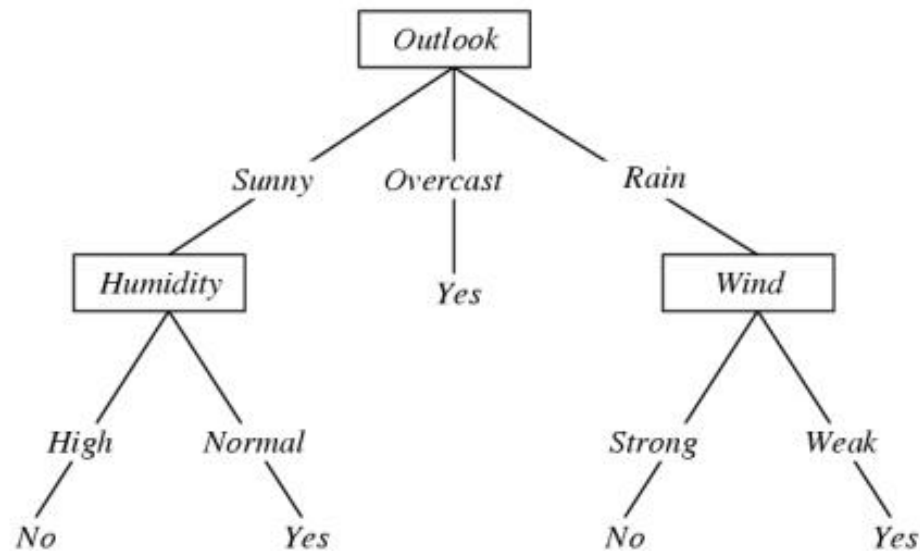 Outlook
Sunny Overcast Rain
Humidity Yes Wind
High Normal Strong Weak
No Yes No Yes